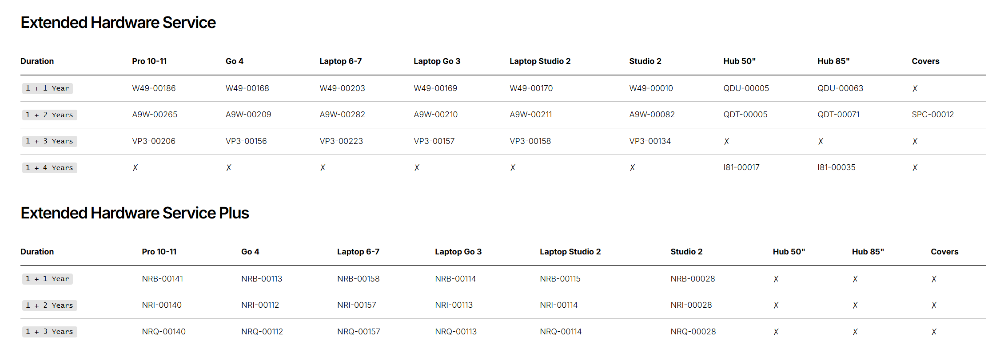 Extended Hardware Service
Duration Pro 10-11 Go 4 Laptop 6-7 Laptop Go 3 Laptop Studio 2 Studio 2 Hub 50" Hub 85" Covers
1 + 1 Year W49-00186 W49-00168 W49-00203 W49-00169 W49-00170 W49-00010 QDU-00005 QDU-00063 ✗
1 + 2 Years A9W-00265 A9W-00209 A9W-00282 A9W-00210 A9W-00211 A9W-00082 QDT-00005 QDT-00071 SPC-00012
1 + 3 Years VP3-00206 VP3-00156 VP3-00223 VP3-00157 VP3-00158 VP3-00134 ✗ ✗ ✗
1 + 4 Years ✗ ✗ ✗ ✗ ✗ ✗ I81-00017 I81-00035 ✗
Extended Hardware Service Plus
Duration Pro 10-11 Go 4 Laptop 6-7 Laptop Go 3 Laptop Studio 2 Studio 2 Hub 50" Hub 85" Covers
1 + 1 Year NRB-00141 NRB-00113 NRB-00158 NRB-00114 NRB-00115 NRB-00028 ✗ ✗ ✗
1 + 2 Years NRI-00140 NRI-00112 NRI-00157 NRI-00113 NRI-00114 NRI-00028 ✗ ✗ ✗
1 + 3 Years NRQ-00140 NRQ-00112 NRQ-00157 NRQ-00113 NRQ-00114 NRQ-00028 ✗ ✗ ✗